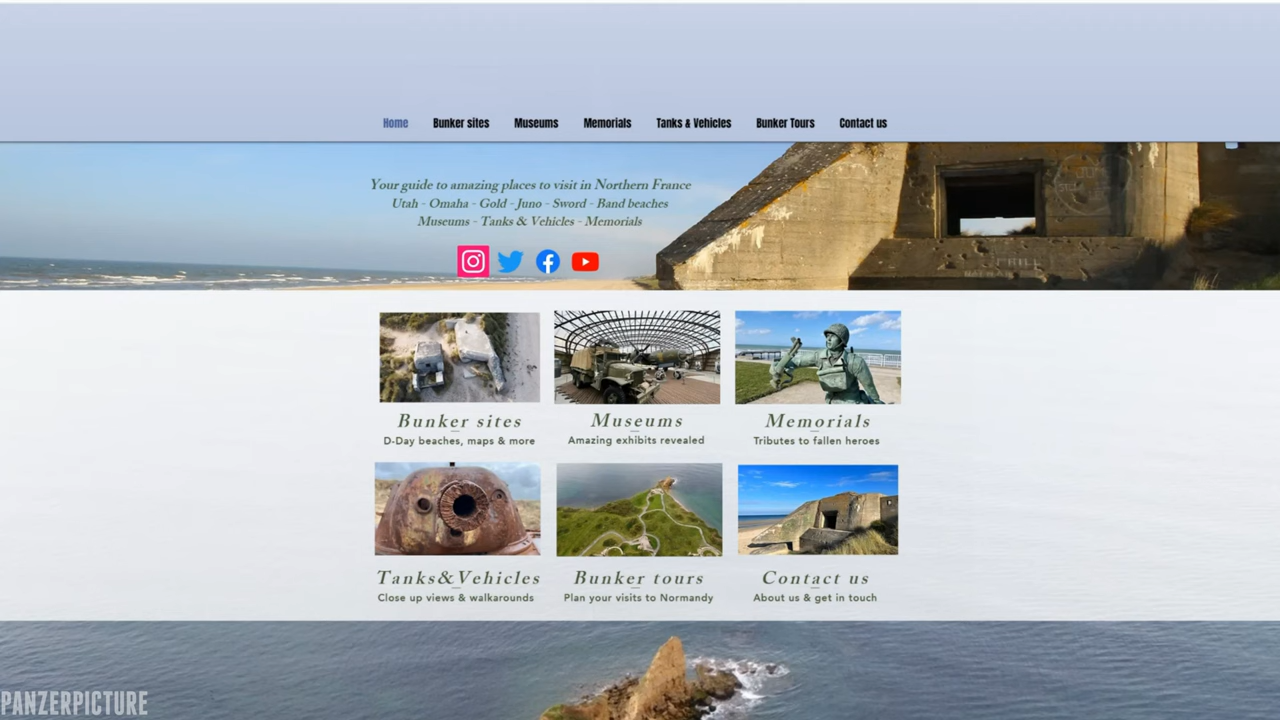 Home Bunker sites Museums Memorials Tanks & Vehicles Bunker Tours Contact us
Your guide to amazing places to visit in Northern France
Utah - Omaha - Gold - Juno - Sword - Band beaches
Museums - Tanks & Vehicles - Memorials
Bunker sites
D-Day beaches, maps & more
Museums
Amazing exhibits revealed
Memorials
Tributes to fallen heroes
Tanks&Vehicles
Close up views & walkarounds
Bunker tours
Plan your visits to Normandy
Contact us
About us & get in touch
PANZERPICTURE